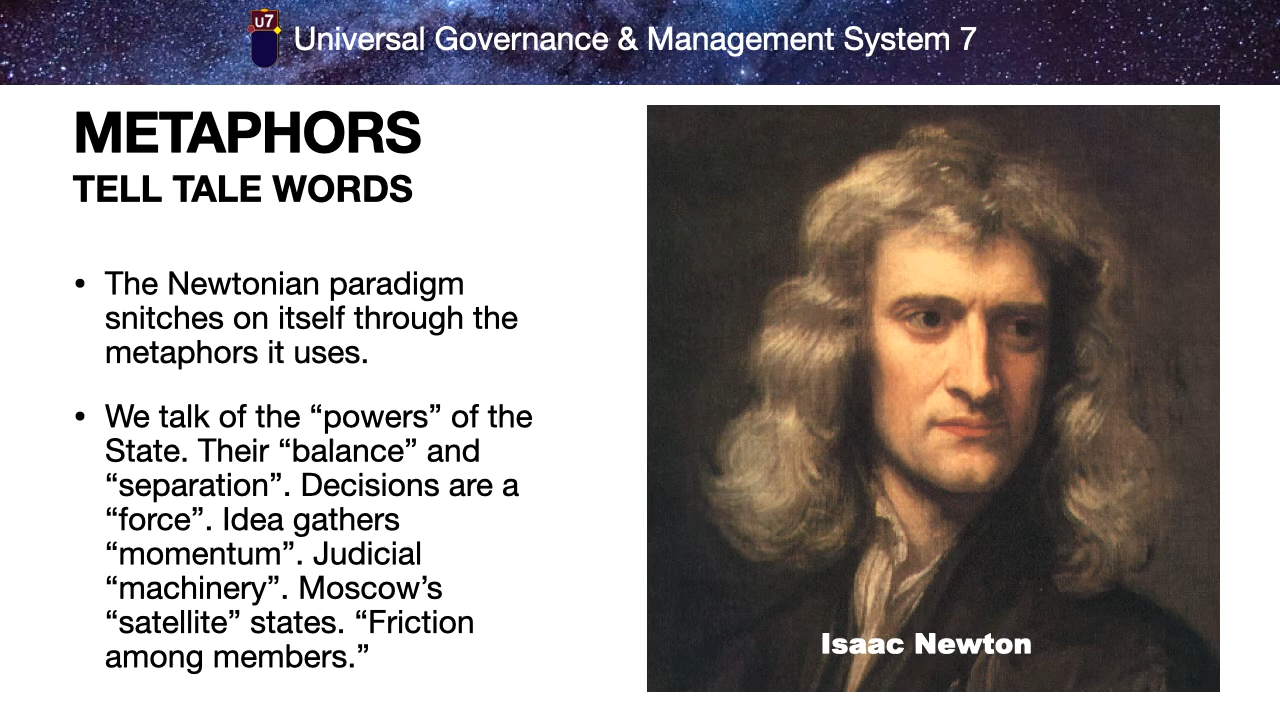 U7
Universal Governance & Management System 7
METAPHORS
TELL TALE WORDS
• The Newtonian paradigm
snitches on itself through the
metaphors it uses.
• We talk of the “powers” of the
State. Their “balance” and
“separation”. Decisions are a
“force”. Idea gathers
“momentum”. Judicial
“machinery”. Moscow’s
“satellite” states. “Friction
among members.”
Isaac Newton